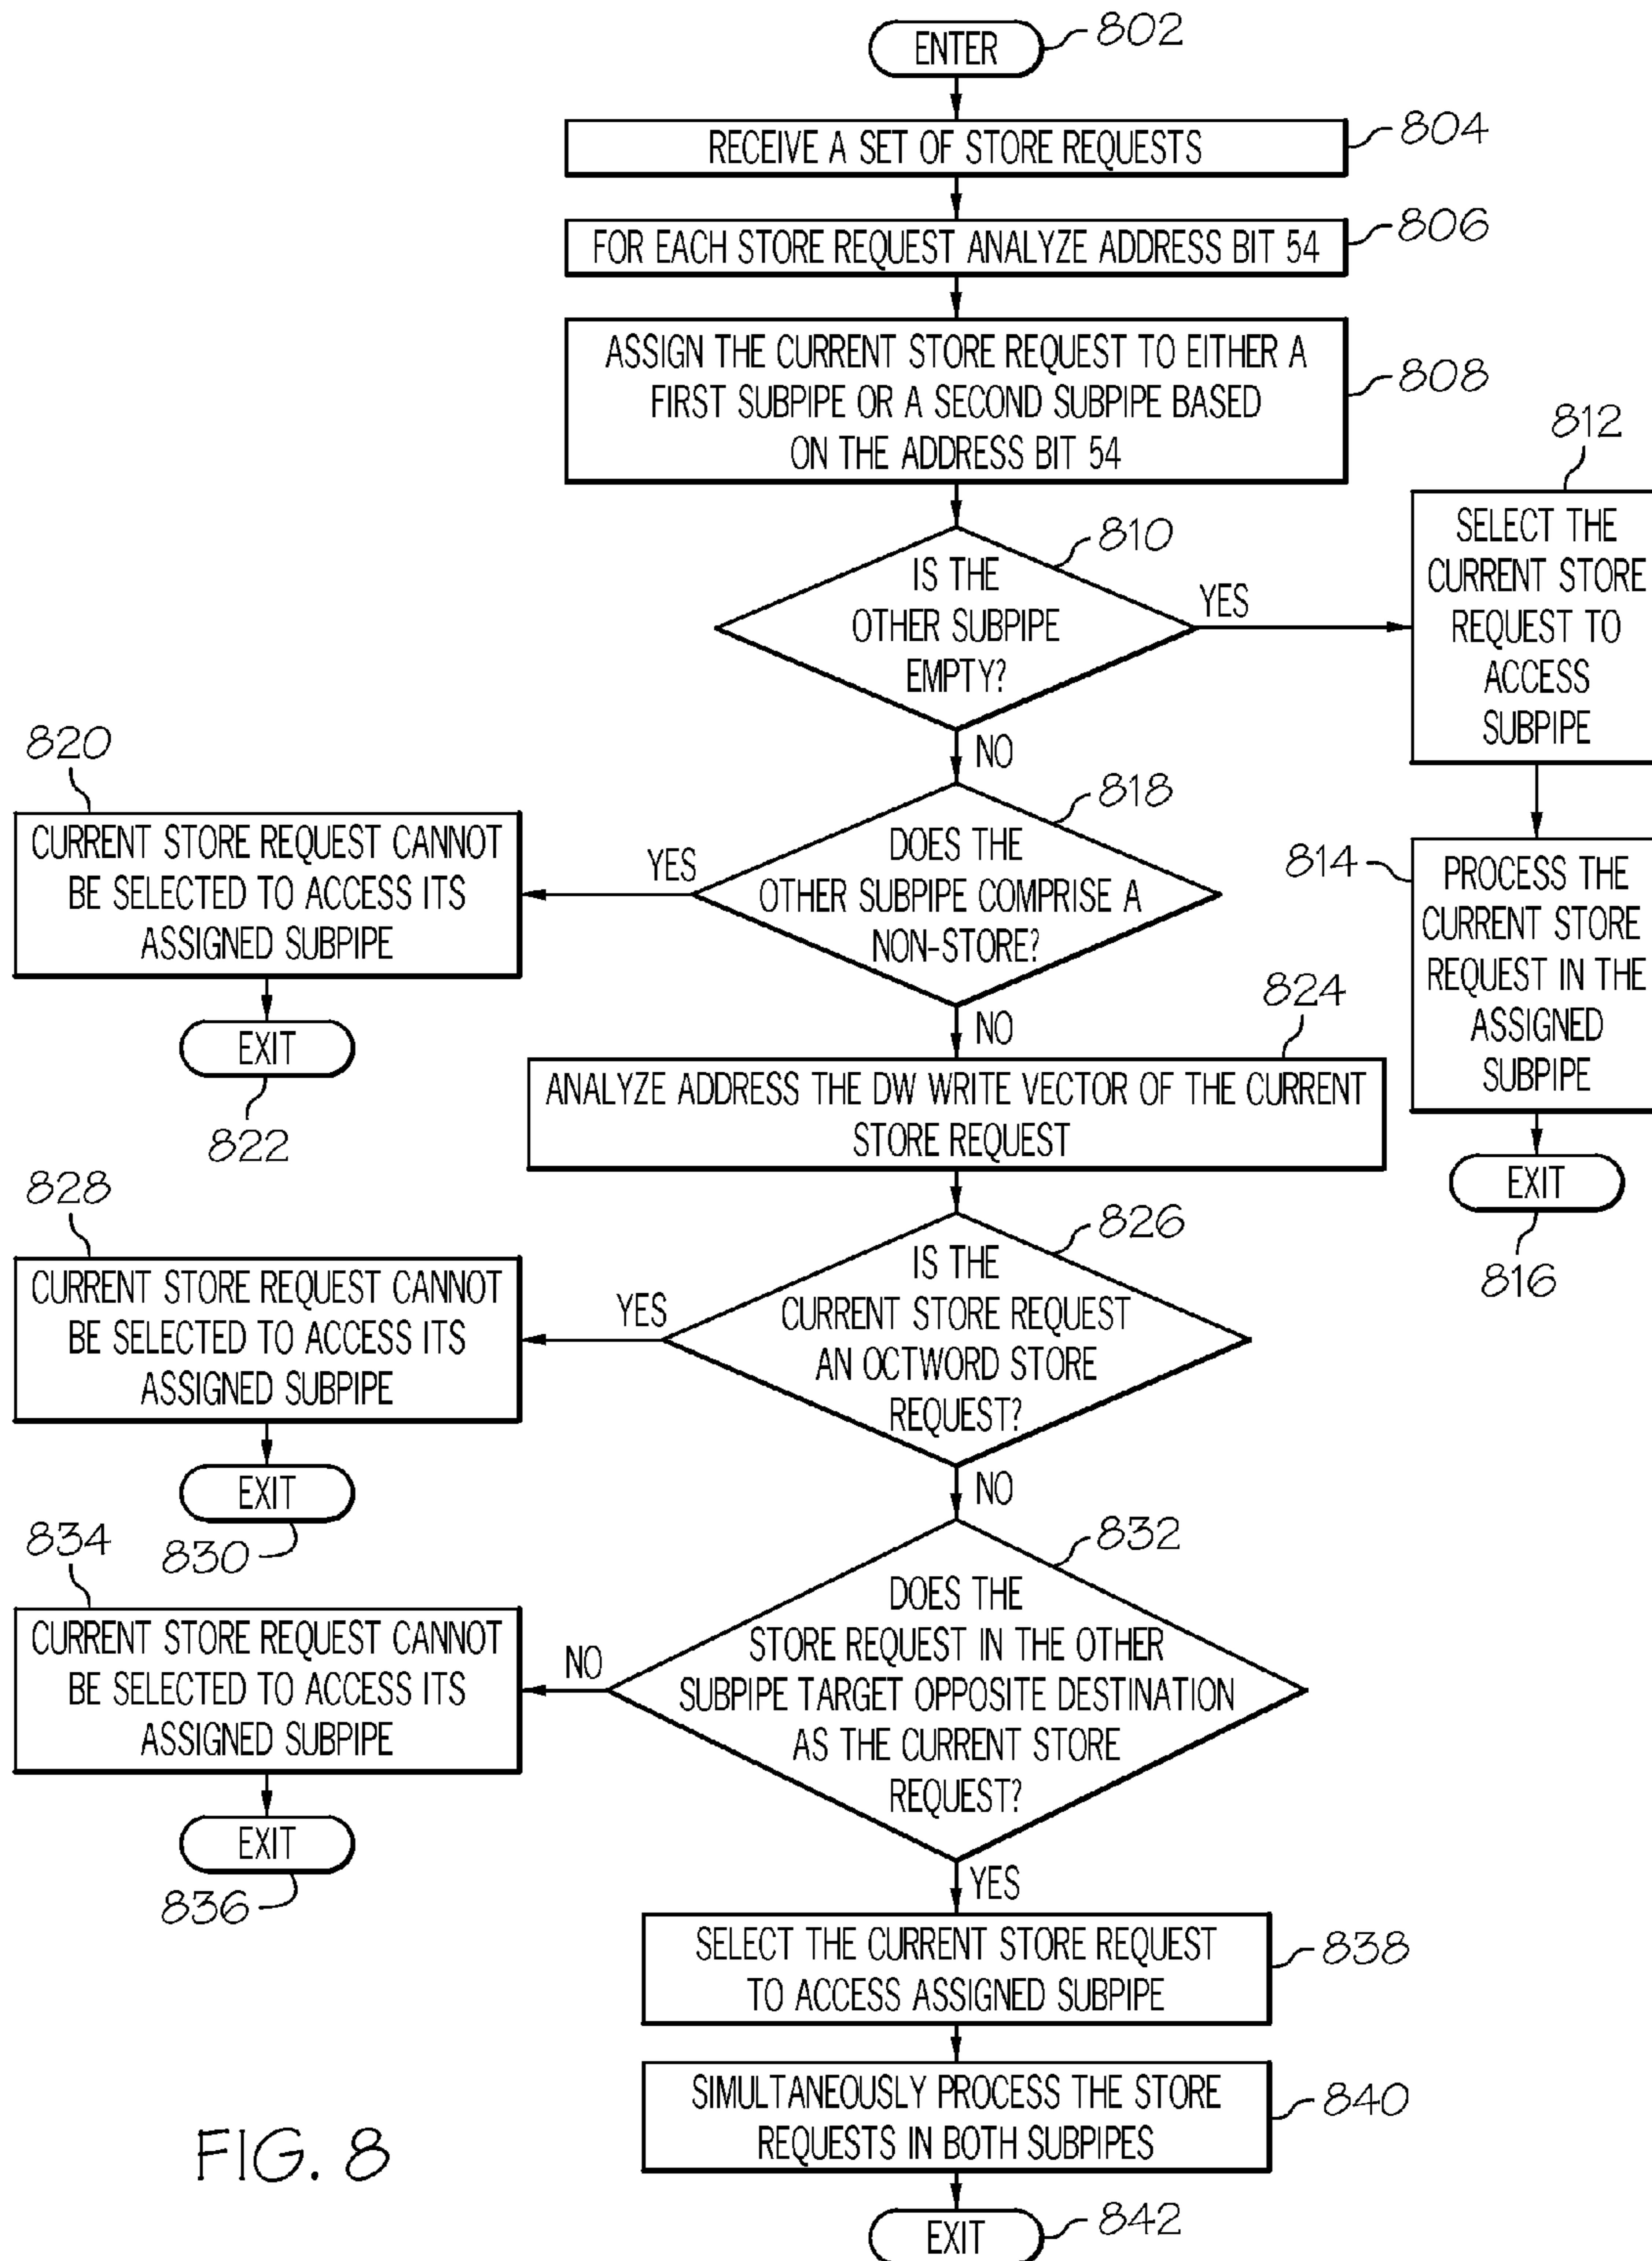 ENTER
802
RECEIVE A SET OF STORE REQUESTS
804
FOR EACH STORE REQUEST ANALYZE ADDRESS BIT 54
806
ASSIGN THE CURRENT STORE REQUEST TO EITHER A
FIRST SUBPIPE OR A SECOND SUBPIPE BASED
ON THE ADDRESS BIT 54
808
IS THE
OTHER SUBPIPE
EMPTY?
810
YES
NO
812
SELECT THE
CURRENT STORE
REQUEST TO
ACCESS
SUBPIPE
814
PROCESS THE
CURRENT STORE
REQUEST IN THE
ASSIGNED
SUBPIPE
EXIT
816
DOES THE
OTHER SUBPIPE COMPRISE A
NON-STORE?
818
YES
NO
820
CURRENT STORE REQUEST CANNOT
BE SELECTED TO ACCESS ITS
ASSIGNED SUBPIPE
EXIT
822
824
ANALYZE ADDRESS THE DW WRITE VECTOR OF THE CURRENT
STORE REQUEST
IS THE
CURRENT STORE REQUEST
AN OCTWORD STORE
REQUEST?
826
YES
NO
828
CURRENT STORE REQUEST CANNOT
BE SELECTED TO ACCESS ITS
ASSIGNED SUBPIPE
EXIT
830
DOES THE
STORE REQUEST IN THE OTHER
SUBPIPE TARGET OPPOSITE DESTINATION
AS THE CURRENT STORE
REQUEST?
832
NO
YES
834
CURRENT STORE REQUEST CANNOT
BE SELECTED TO ACCESS ITS
ASSIGNED SUBPIPE
EXIT
836
SELECT THE CURRENT STORE REQUEST
TO ACCESS ASSIGNED SUBPIPE
838
SIMULTANEOUSLY PROCESS THE STORE
REQUESTS IN BOTH SUBPIPES
840
EXIT
842
FIG. 8